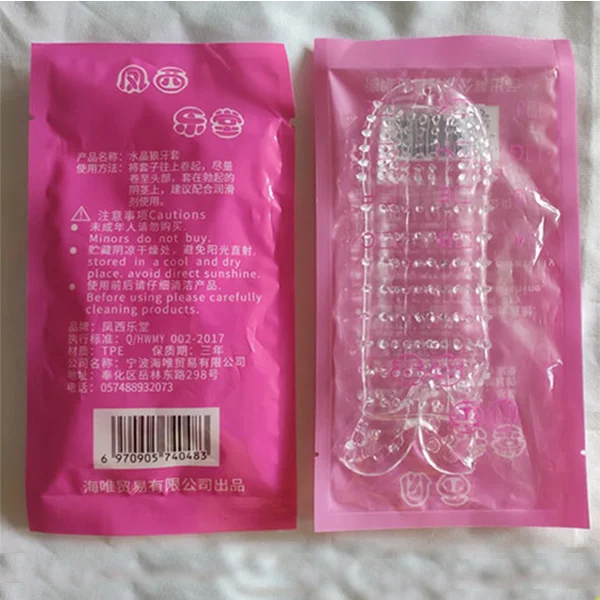 凤西
乐堂
产品名称：水晶狼牙套
使用方法：将套子往上卷起，尽量
卷至头部，套在勃起的
阴茎上，建议配合润滑
剂使用。
注意事项Cautions
● 未成年人请勿购买.
Minors do not buy.
● 贮藏阴凉干燥处，避免阳光直射.
stored in a cool and dry
place, avoid direct sunshine.
● 使用前后请仔细清洁产品.
Before using please carefully
cleaning products.
品牌：凤西乐堂
执行标准：Q/HWMY 002-2017
材质：TPE 保质期：三年
公司名称：宁波海唯贸易有限公司
地址：奉化区岳林东路298号
电话：057488932073
6 970905 740483
海唯贸易有限公司出品